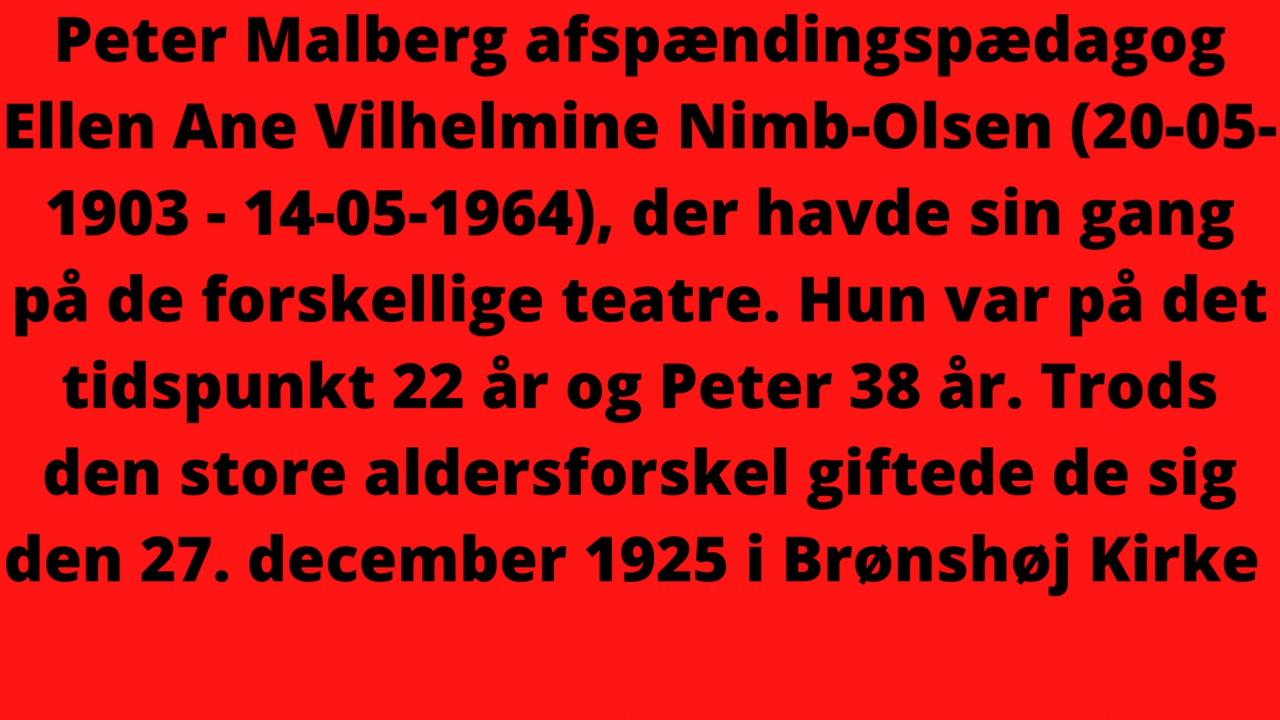 Peter Malberg afspændingspædagog
Ellen Ane Vilhelmine Nimb-Olsen (20-05-
1903 - 14-05-1964), der havde sin gang
på de forskellige teatre. Hun var på det
tidspunkt 22 år og Peter 38 år. Trods
den store aldersforskel giftede de sig
den 27. december 1925 i Brønshøj Kirke